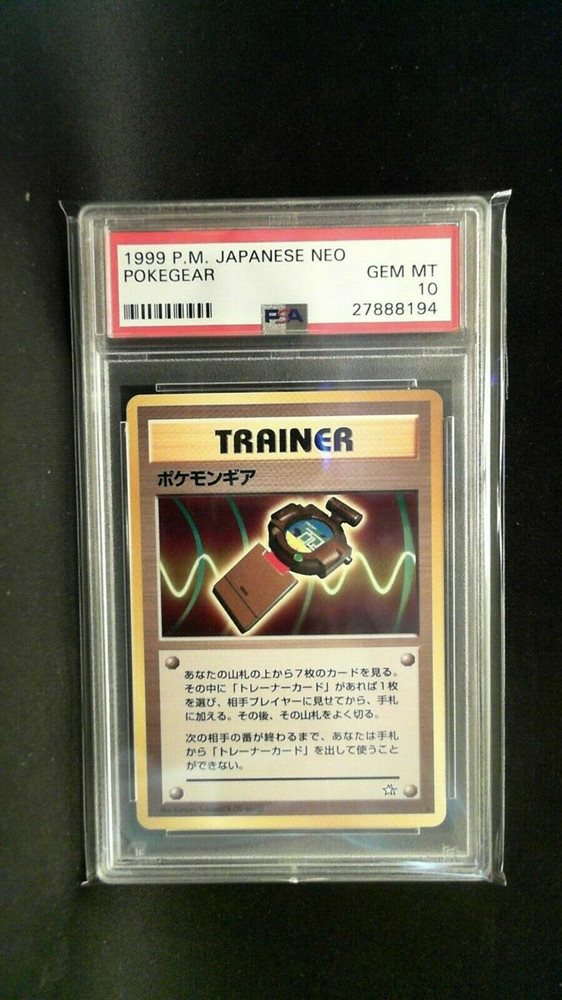 1999 P.M. JAPANESE NEO
POKEGEAR
GEM MT
10
27888194
PSA
TRAINER
ポケモンギア
あなたの山札の上から7枚のカードを見る。
その中に「トレーナーカード」があれば1枚
を選び、相手プレイヤーに見せてから、手札
に加える。その後、その山札をよく切る。
次の相手の番が終わるまで、あなたは手札
から「トレーナーカード」を出して使うこと
ができない。